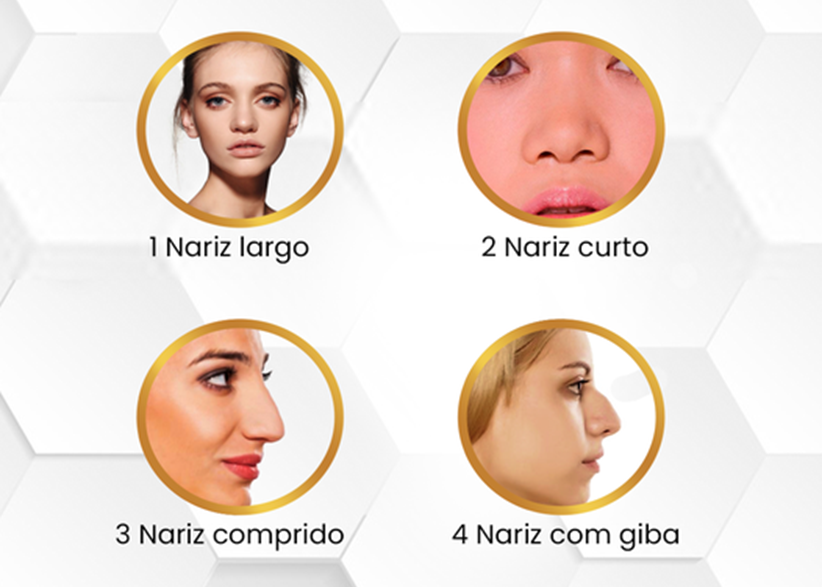 1 Nariz largo
2 Nariz curto
3 Nariz comprido
4 Nariz com giba